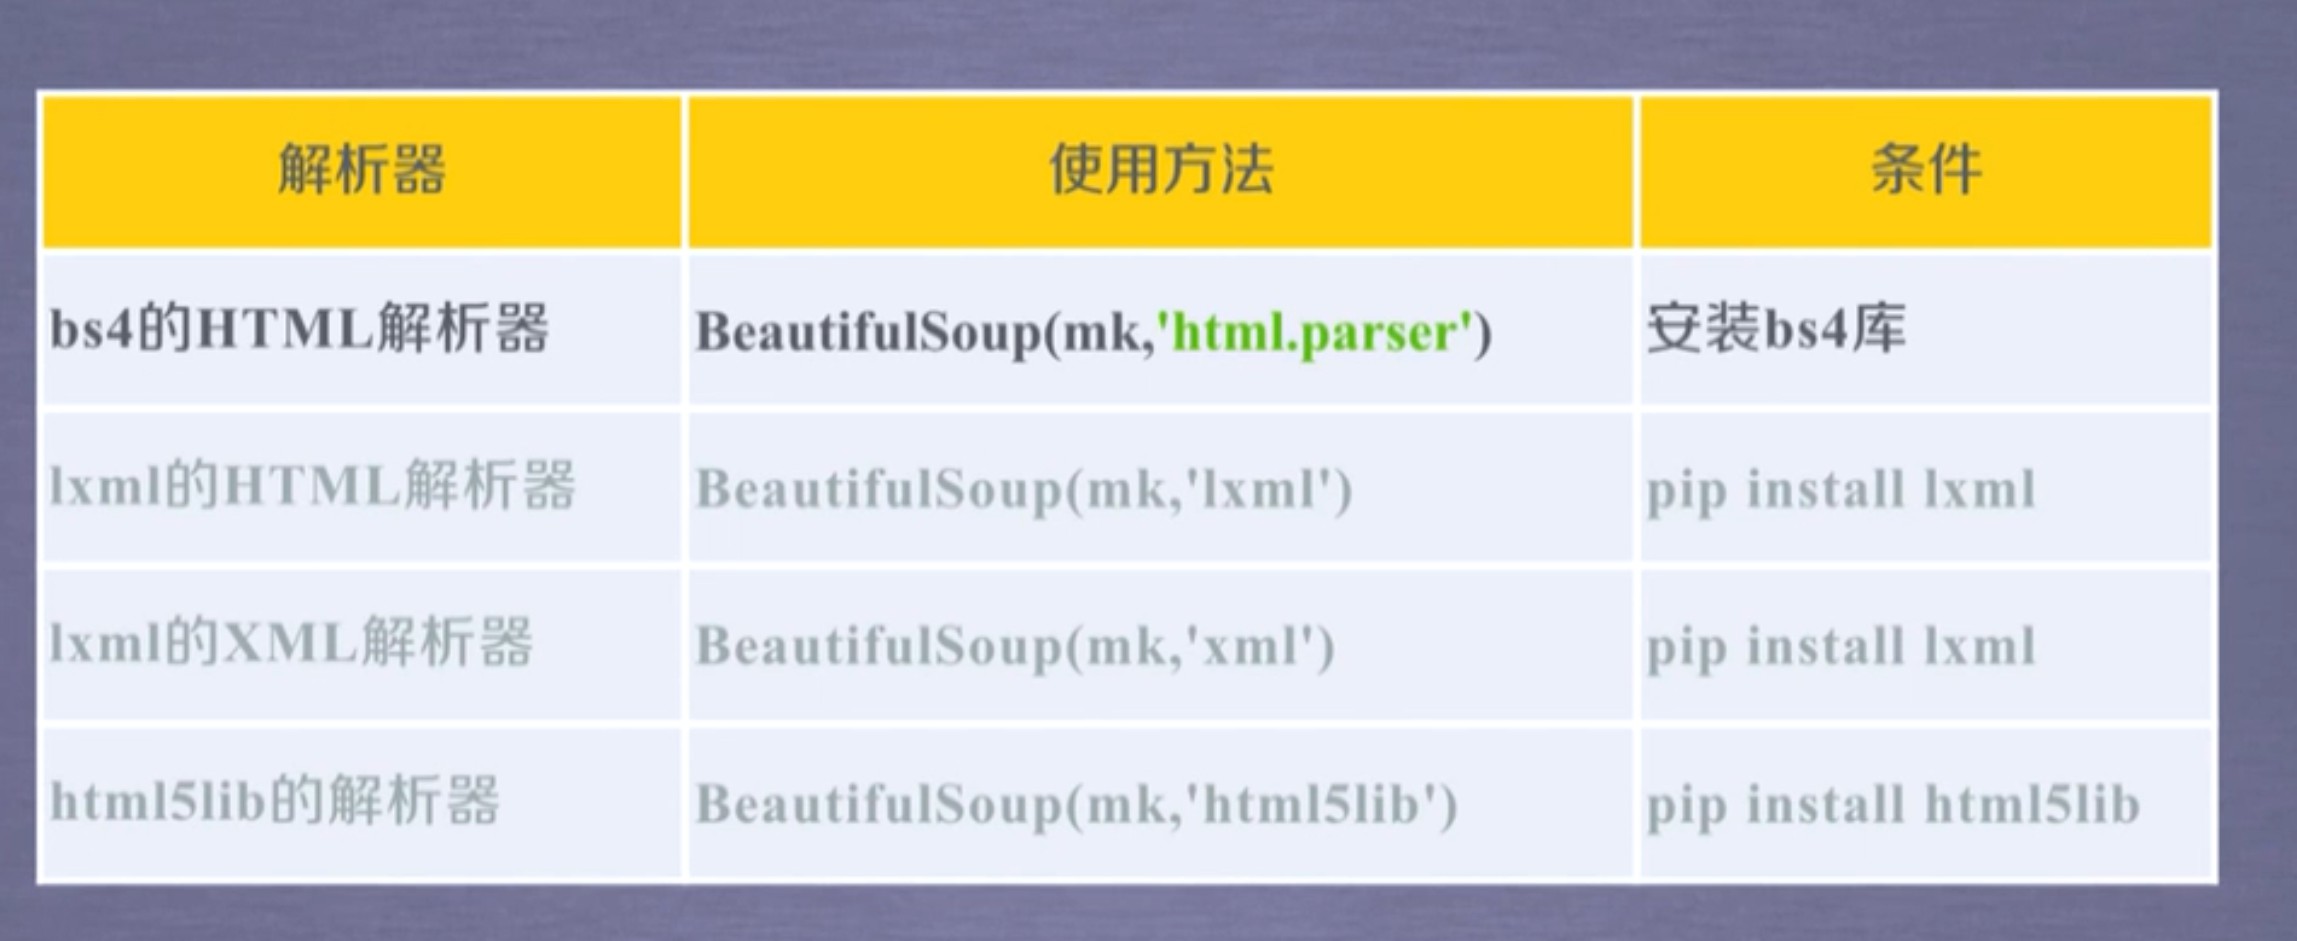 解析器 使用方法 条件
bs4的HTML解析器 BeautifulSoup(mk,'html.parser') 安装bs4库
lxml的HTML解析器 BeautifulSoup(mk,'lxml') pip install lxml
lxml的XML解析器 BeautifulSoup(mk,'xml') pip install lxml
html5lib的解析器 BeautifulSoup(mk,'html5lib') pip install html5lib